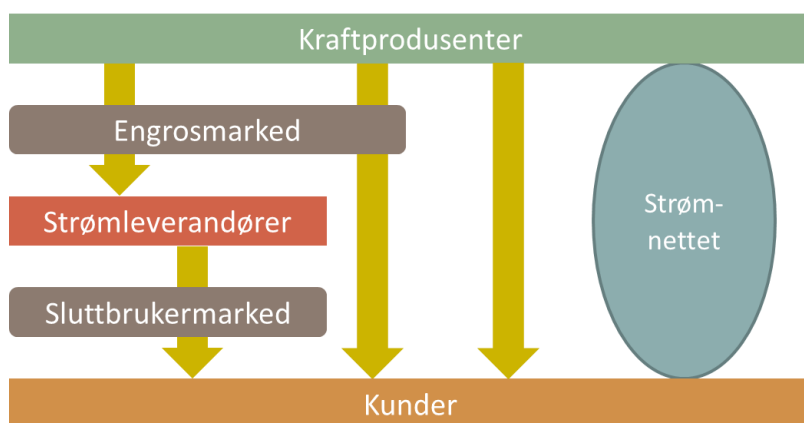 Kraftprodusenter
Engrosmarked
Strømleverandører
Strøm-
nettet
Sluttbrukermarked
Kunder